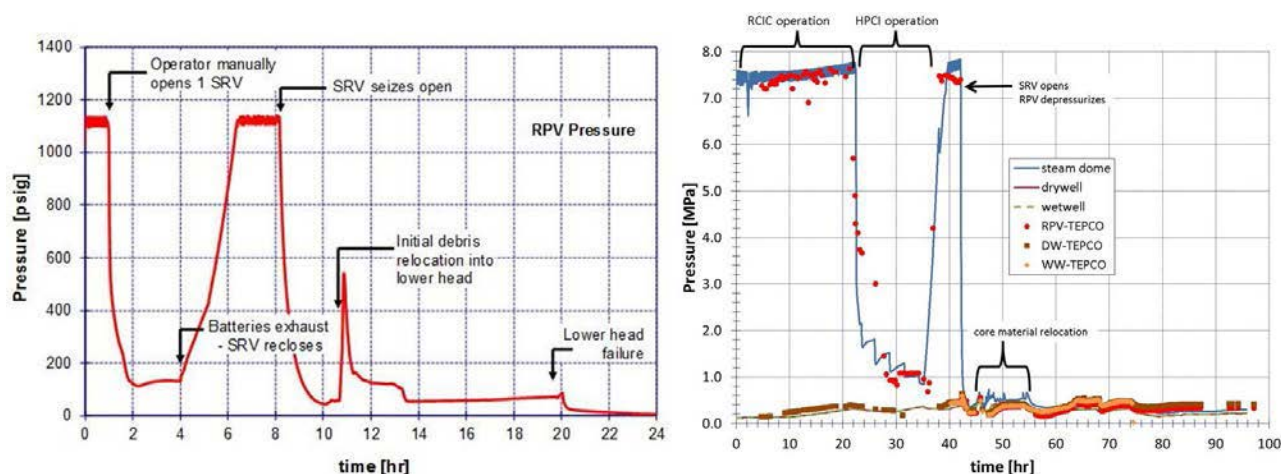 1400
1200
1000
800
600
400
200
0
Pressure [psig]
0 2 4 6 8 10 12 14 16 18 20 22 24
time [hr]
Operator manually
opens 1 SRV
SRV seizes open
RPV Pressure
Initial debris
relocation into
lower head
Batteries exhaust
- SRV recloses
Lower head
failure
RCIC operation
HPCI operation
8.0
7.0
6.0
5.0
4.0
3.0
2.0
1.0
0.0
Pressure [MPa]
0 10 20 30 40 50 60 70 80 90 100
time [hr]
SRV opens
RPV depressurizes
steam dome
drywell
wetwell
RPV-TEPCO
DW-TEPCO
WW-TEPCO
core material relocation